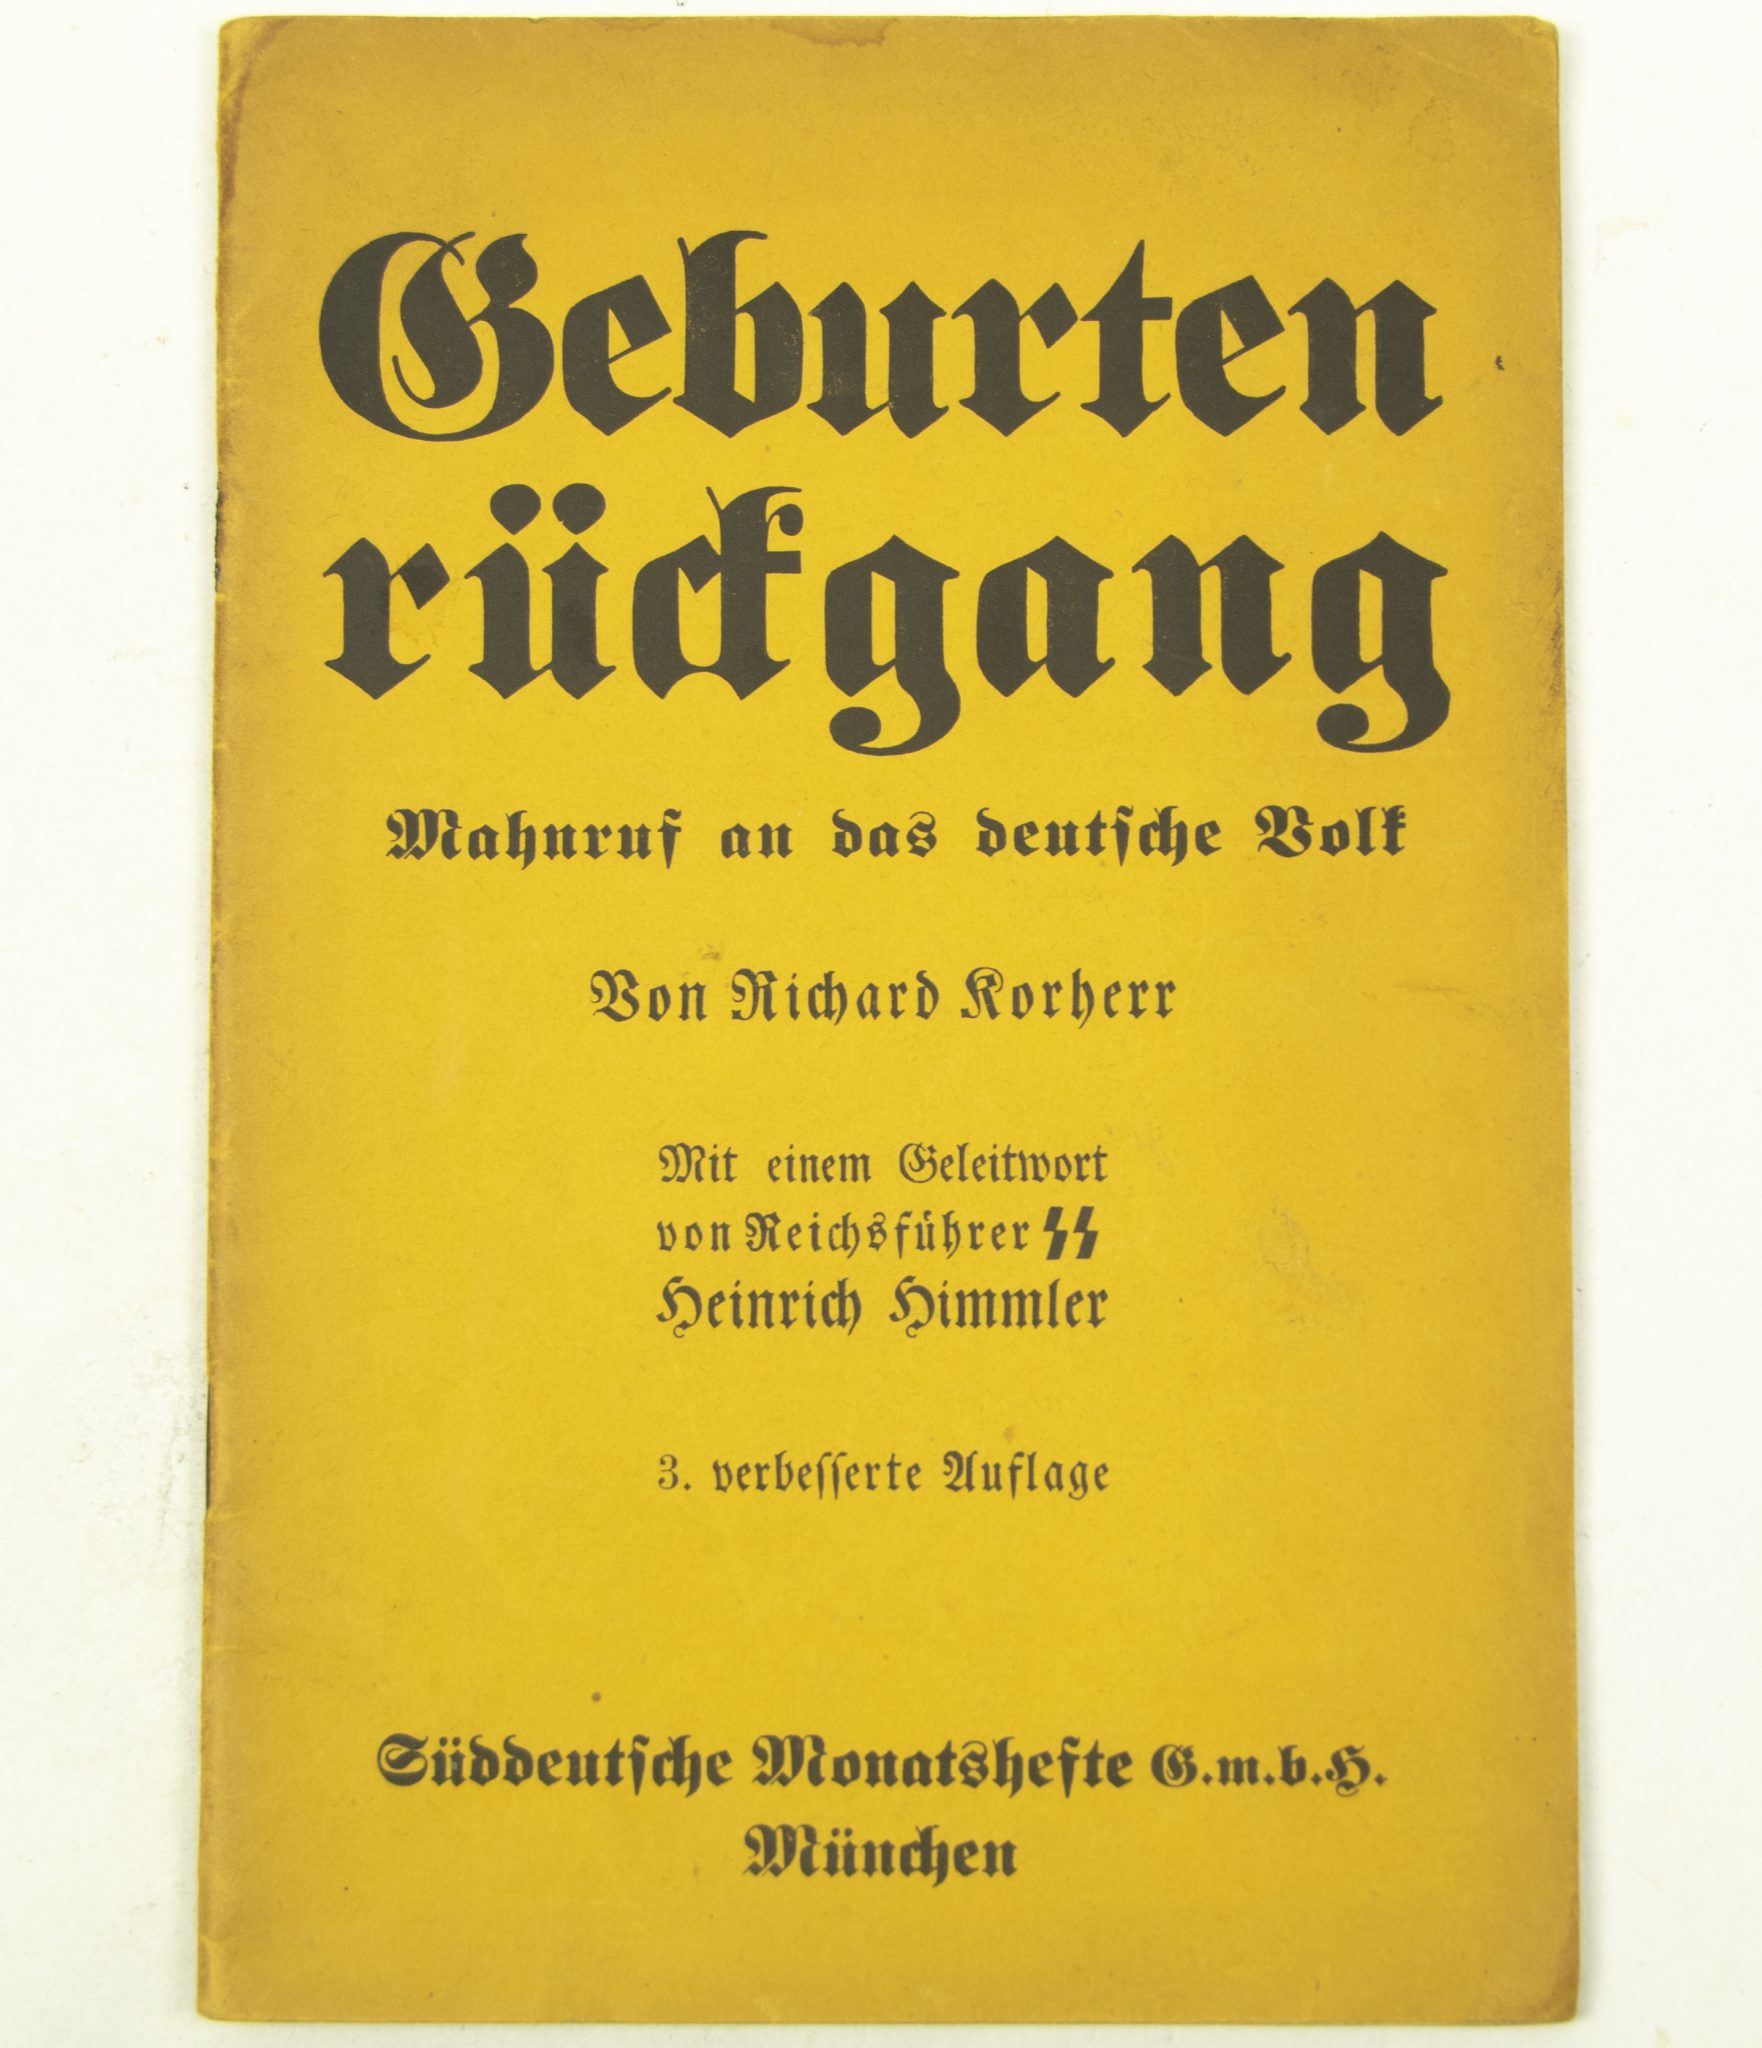 Geburten
rückgang
Mahnruf an das deutsche Volk
Von Richard Korherr
Mit einem Geleitwort
von Reichsführer SS
Heinrich Himmler
3. verbesserte Auflage
Süddeutsche Monatshefte G.m.b.H.
München